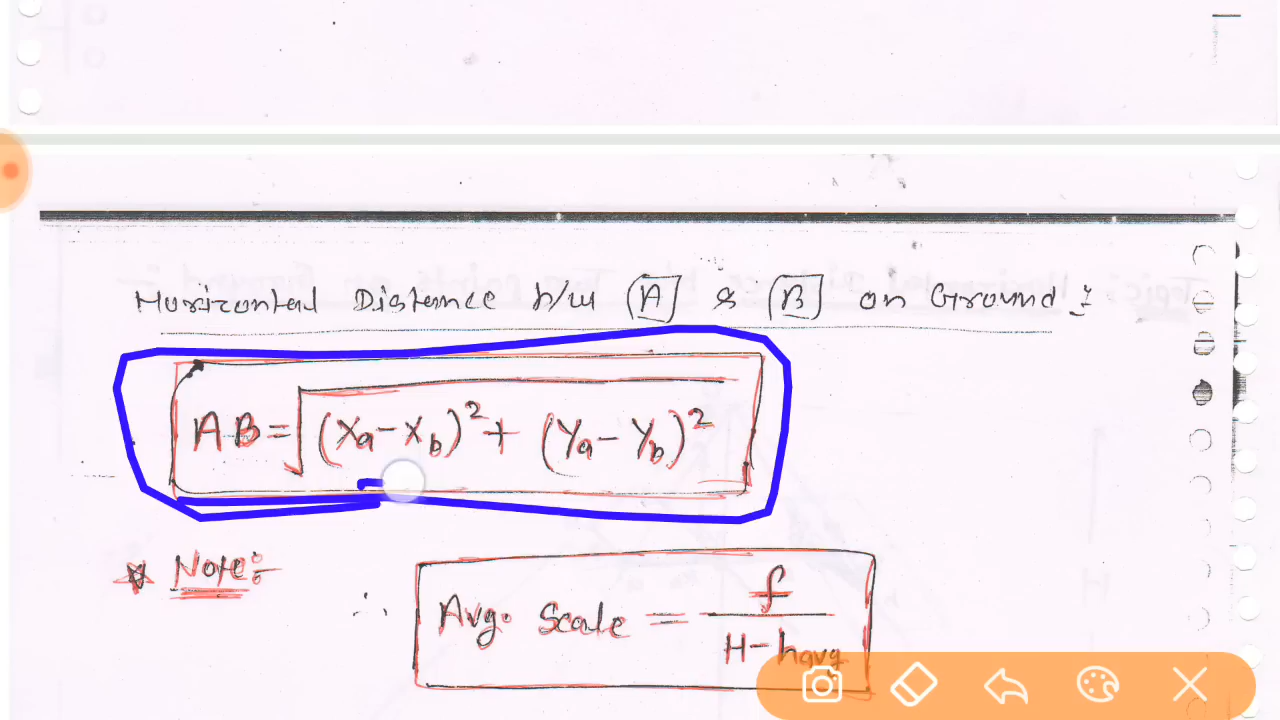 Horizontal Distance b/w A & B on Ground :
AB = √(Xa - Xb)² + (Ya - Yb)²
* Note:-
∴ Avg. Scale = f / H - havg.